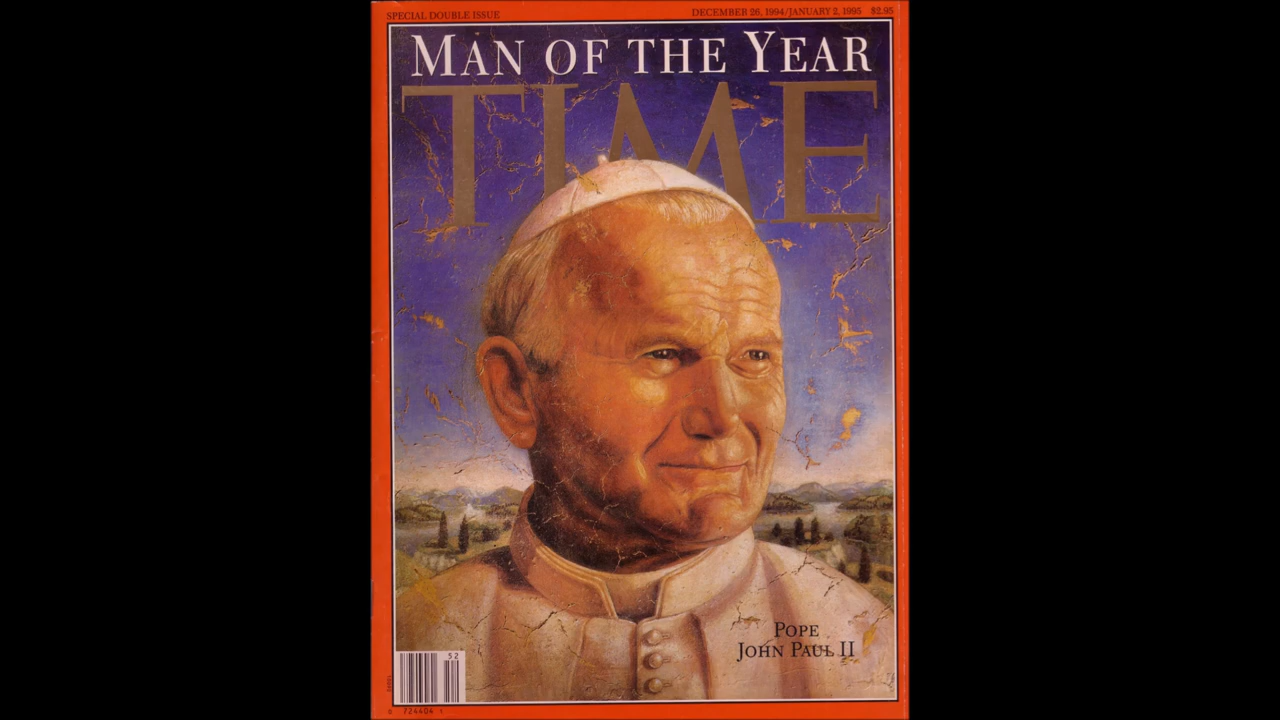 SPECIAL DOUBLE ISSUE
DECEMBER 26, 1994/JANUARY 2, 1995 $2.95
MAN OF THE YEAR
TIME
POPE
JOHN PAUL II
52
724404